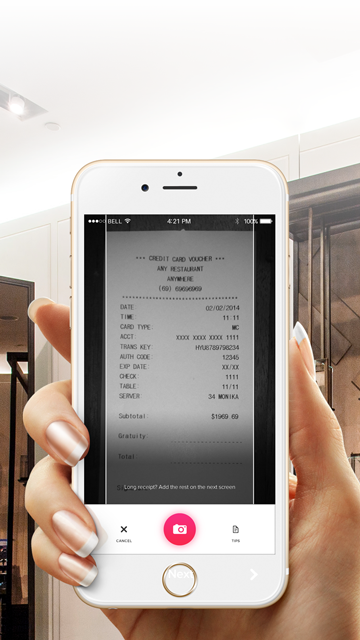 ●●●○○ BELL 4:21 PM 100%
*** CREDIT CARD VOUCHER ***
ANY RESTAURANT
ANYWHERE
(69) 69696969
DATE 02/02/2014
TIME 11.11
CARD TYPE: MC
ACCT: XXXX XXXX XXXX 1111
TRANS KEY: HYU8789798234
AUTH CODE: 12345
EXP DATE: XX/XX
CHECK: 1111
TABLE: 11/11
SERVER: 34 MONIKA
Subtotal: $1969.69
Gratuity:
Total:
Long receipt? Add the rest on the next screen
CANCEL TIPS
Next